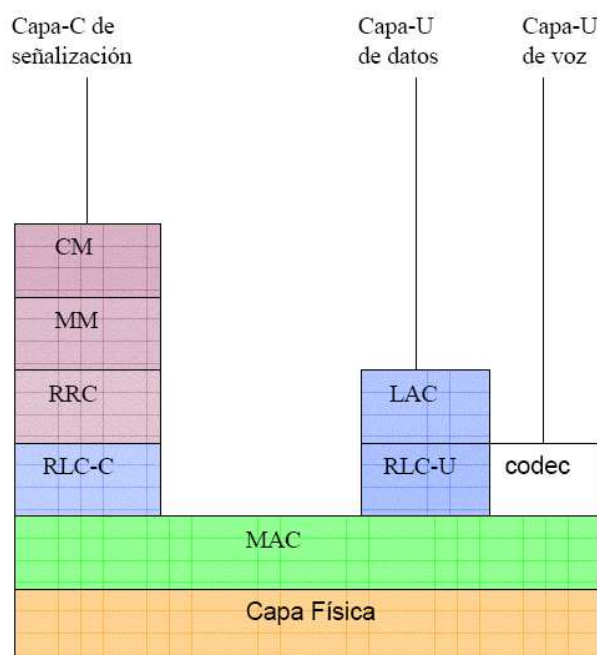 Capa-C de
señalización
Capa-U
de datos
Capa-U
de voz
CM
MM
RRC
LAC
RLC-C
RLC-U
codec
MAC
Capa Física